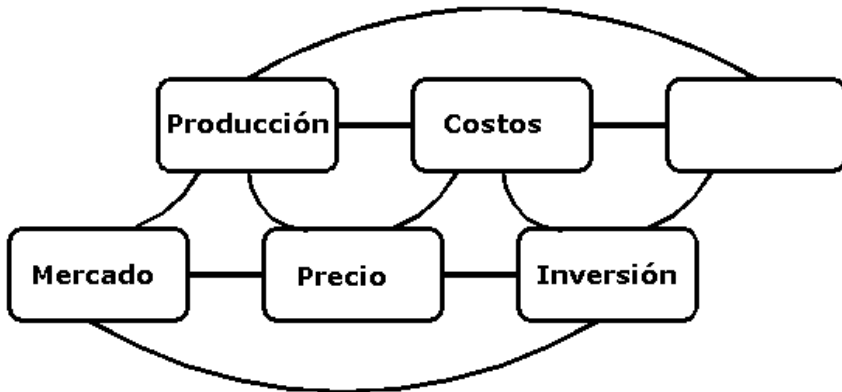 Producción
Costos
Mercado
Precio
Inversión